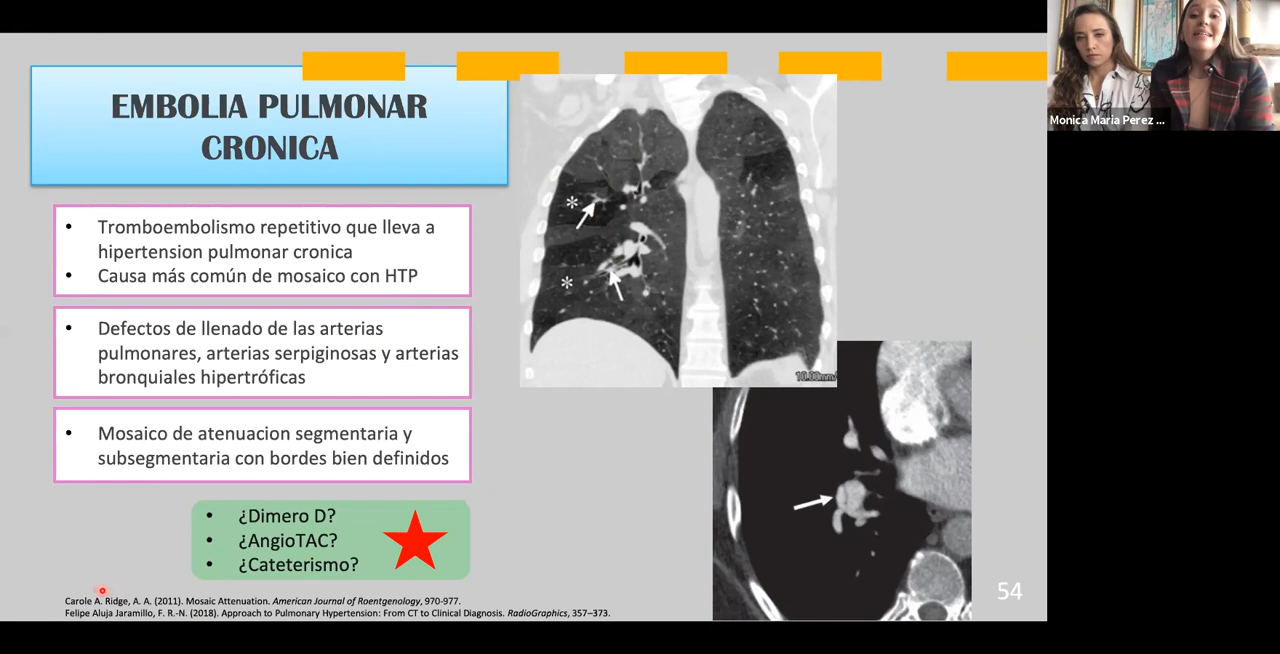 EMBOLIA PULMONAR
CRONICA
• Tromboembolismo repetitivo que lleva a
hipertension pulmonar cronica
• Causa más común de mosaico con HTP
• Defectos de llenado de las arterias
pulmonares, arterias serpiginosas y arterias
bronquiales hipertróficas
• Mosaico de atenuacion segmentaria y
subsegmentaria con bordes bien definidos
• ¿Dimero D?
• ¿AngioTAC?
• ¿Cateterismo?
Carole A. Ridge, A. A. (2011). Mosaic Attenuation. American Journal of Roentgenology, 970-977.
Felipe Aluja Jaramillo, F. R.-N. (2018). Approach to Pulmonary Hypertension: From CT to Clinical Diagnosis. RadioGraphics, 357–373.
*
*
54
Monica Maria Perez ...